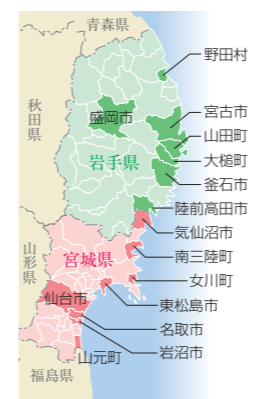 青森県
野田村
秋田県
盛岡市
宮古市
山田町
岩手県
大槌町
釜石市
陸前高田市
気仙沼市
山形県
宮城県
南三陸町
女川町
仙台市
東松島市
名取市
岩沼市
山元町
福島県